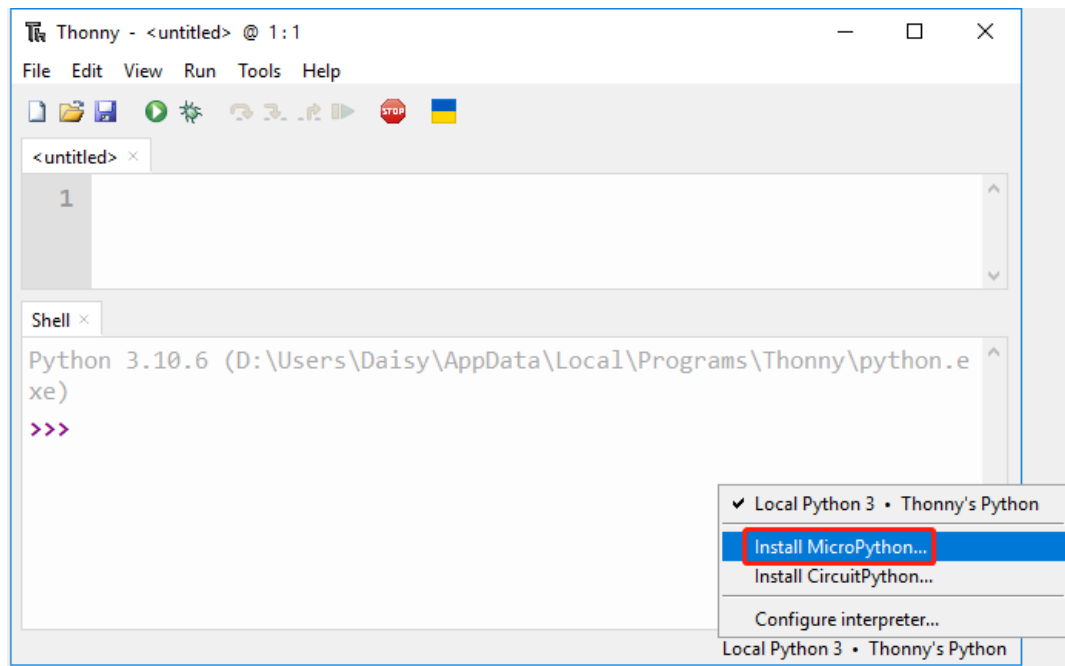 Thonny - <untitled> @ 1:1
File Edit View Run Tools Help
STOP
<untitled> ×
1
Shell ×
Python 3.10.6 (D:\Users\Daisy\AppData\Local\Programs\Thonny\python.e
xe)
>>>
✓ Local Python 3 • Thonny's Python
Install MicroPython...
Install CircuitPython...
Configure interpreter...
Local Python 3 • Thonny's Python